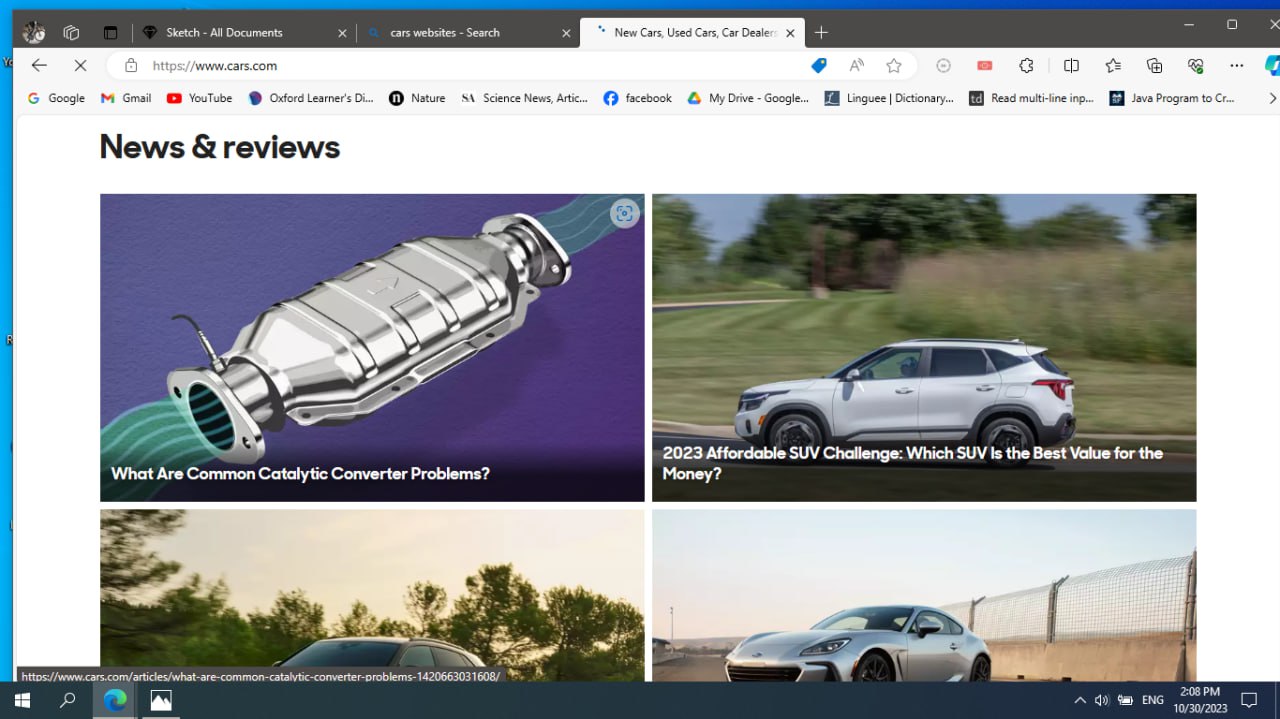 Sketch - All Documents
cars websites - Search
New Cars, Used Cars, Car Dealers
https://www.cars.com
Google
Gmail
YouTube
Oxford Learner's Di...
Nature
SA Science News, Artic...
facebook
My Drive - Google...
Linguee | Dictionary...
td Read multi-line inp...
Java Program to Cr...
News & reviews
What Are Common Catalytic Converter Problems?
2023 Affordable SUV Challenge: Which SUV Is the Best Value for the
Money?
https://www.cars.com/articles/what-are-common-catalytic-converter-problems-1420663031608/
ENG
2:08 PM
10/30/2023